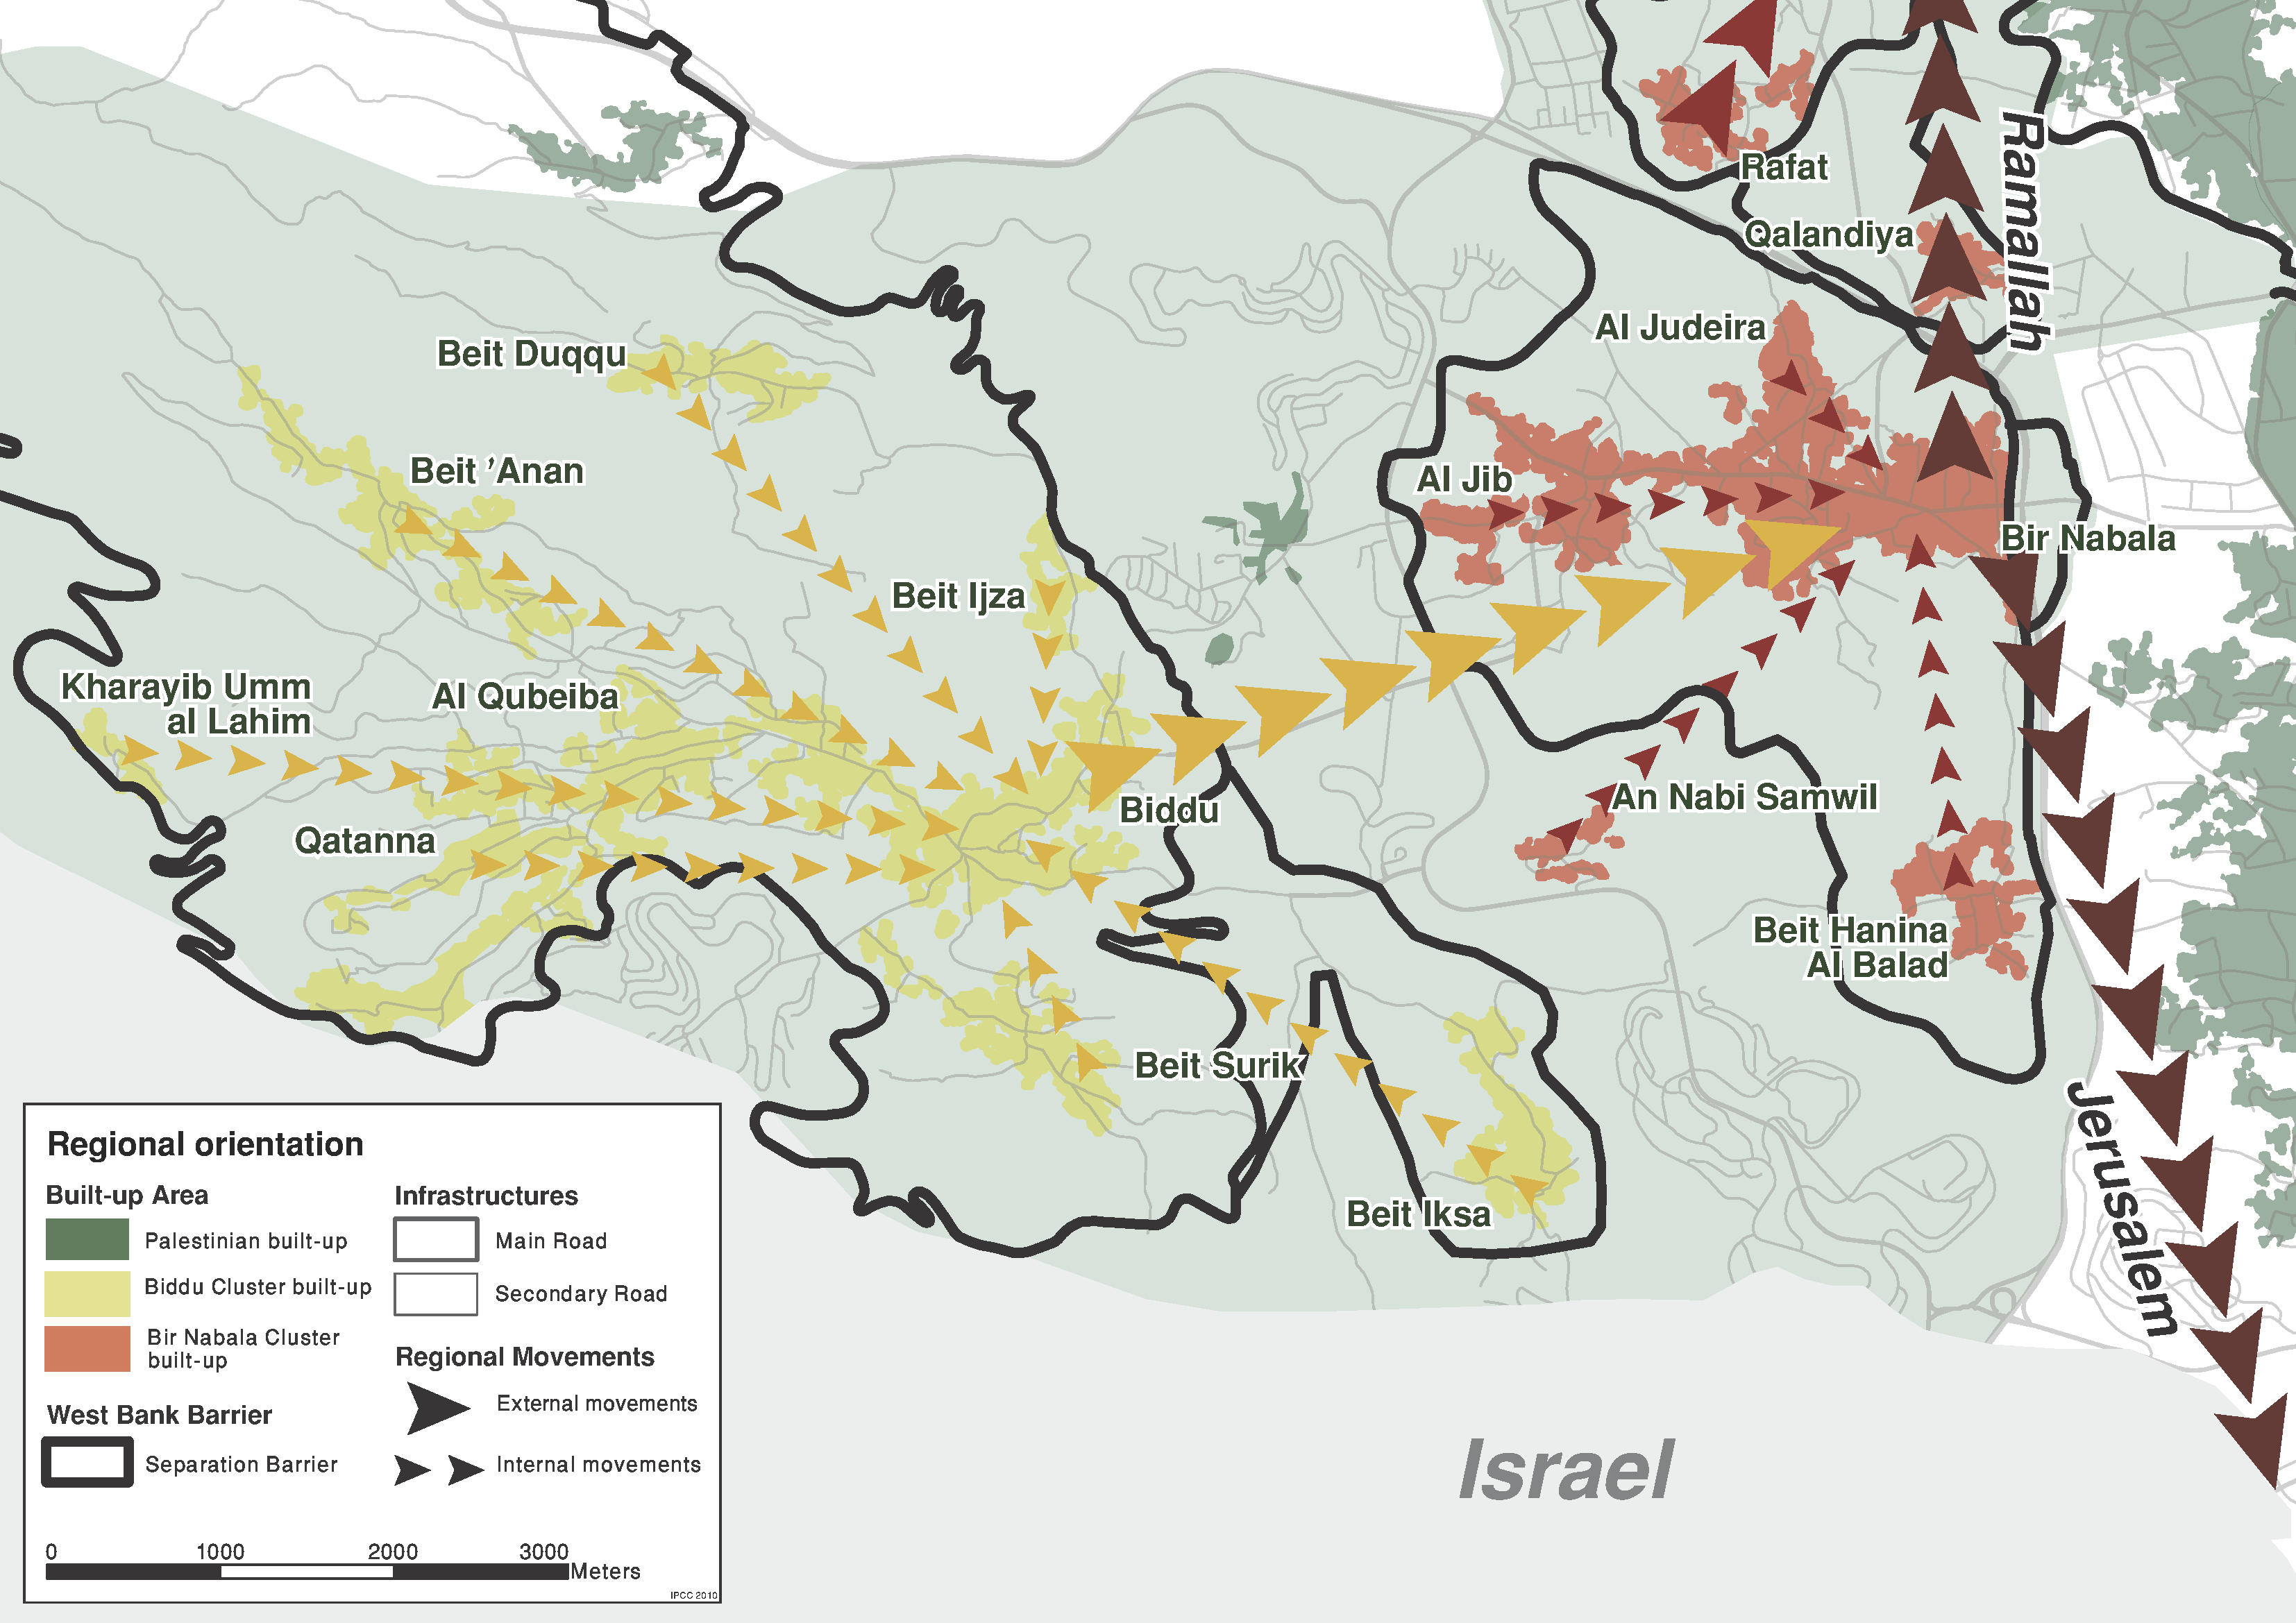 Ramallah
Rafat
Qalandiya
Al Judeira
Beit Duqqu
Beit ’Anan
Al Jib
Bir Nabala
Beit Ijza
Kharayib Umm
al Lahim
Al Qubeiba
An Nabi Samwil
Biddu
Qatanna
Beit Hanina
Al Balad
Beit Surik
Jerusalem
Beit Iksa
Israel
Regional orientation
Built-up Area
Palestinian built-up
Biddu Cluster built-up
Bir Nabala Cluster
built-up
West Bank Barrier
Separation Barrier
Infrastructures
Main Road
Secondary Road
Regional Movements
External movements
Internal movements
0 1000 2000 3000
Meters
IPCC 2010